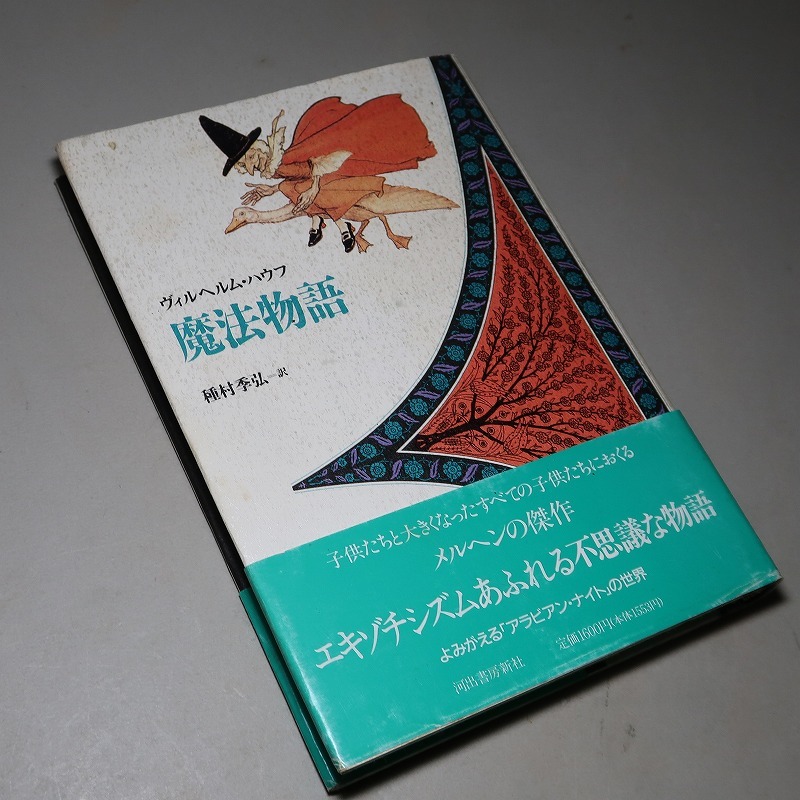 ヴィルヘルム・ハウフ
魔法物語
種村季弘=訳
子供たちと大きくなったすべての子供たちにおくる
メルヘンの傑作
エキゾチシズムあふれる不思議な物語
よみがえる「アラビアン・ナイト」の世界
河出書房新社
定価1600円(本体1553円)